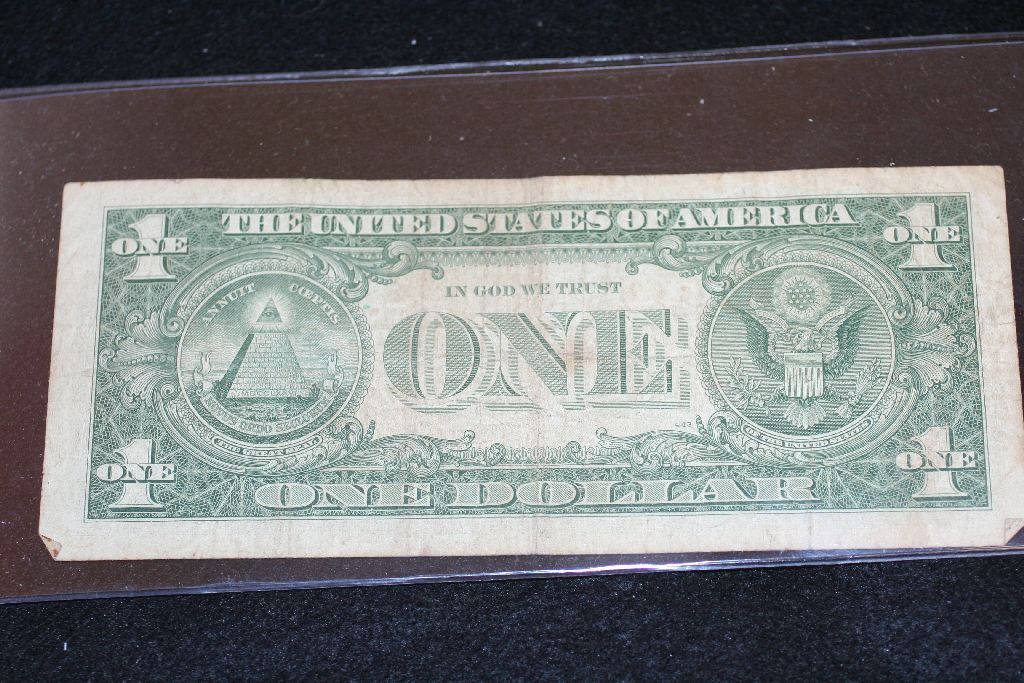 THE UNITED STATES OF AMERICA
1
ONE
1
ONE
ANNUIT CŒPTIS
IN GOD WE TRUST
ONE
1
ONE
ONE DOLLAR
1
ONE